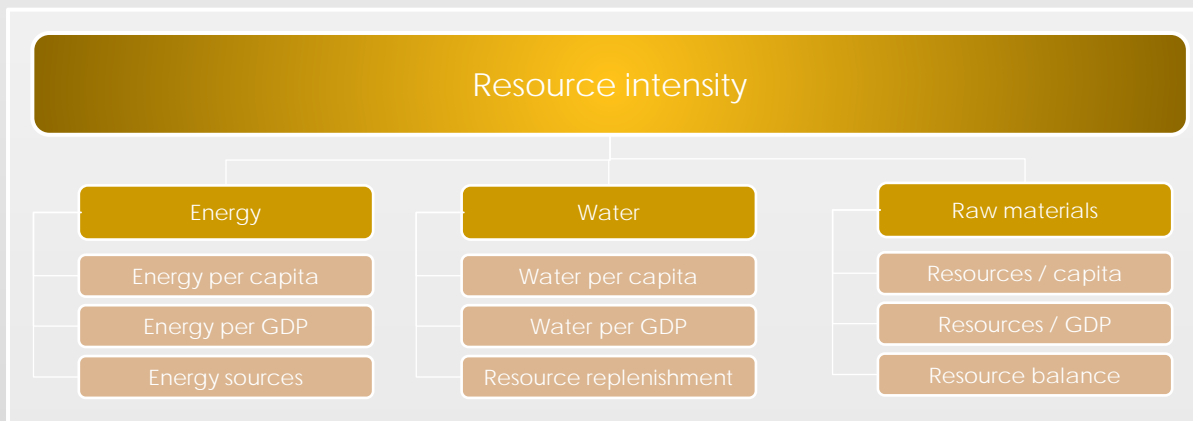 Resource intensity
Energy
Energy per capita
Energy per GDP
Energy sources
Water
Water per capita
Water per GDP
Resource replenishment
Raw materials
Resources / capita
Resources / GDP
Resource balance